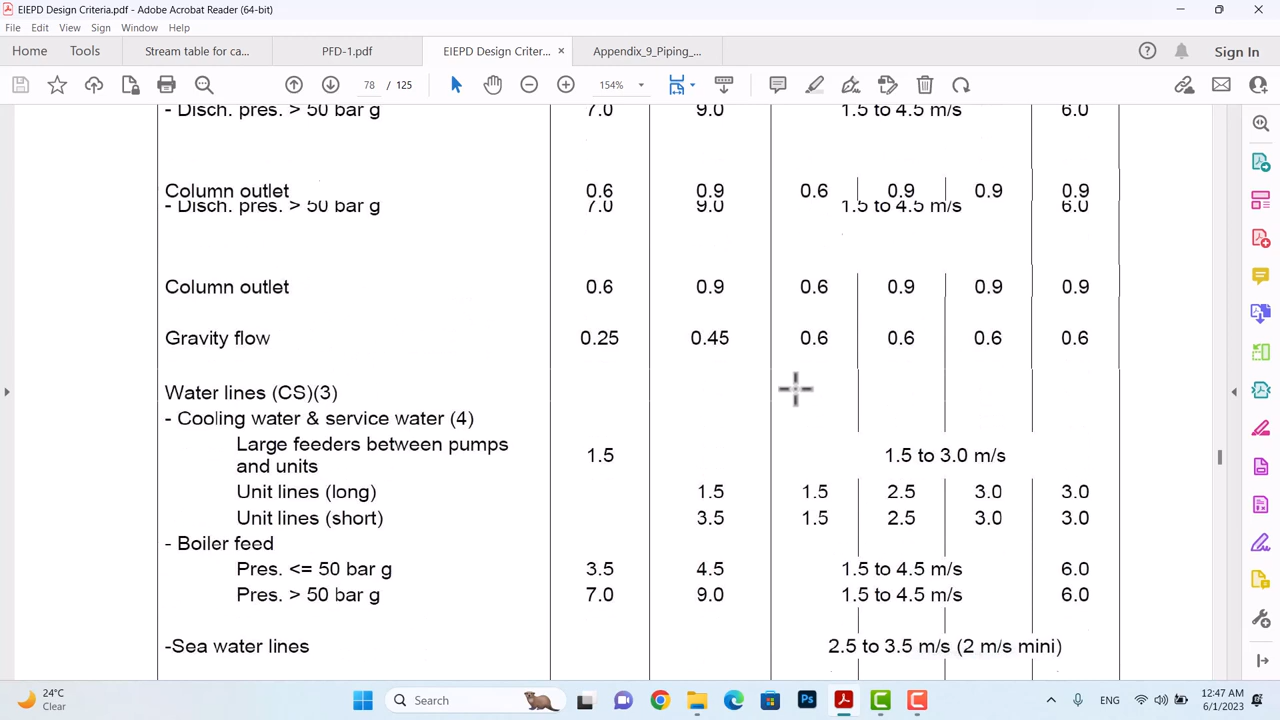 EIEPD Design Criteria.pdf - Adobe Acrobat Reader (64-bit)
File Edit View Sign Window Help
Home Tools Stream table for ca... PFD-1.pdf EIEPD Design Criter... × Appendix_9_Piping_... Sign In
78 / 125 154%
- Disch. pres. > 50 bar g 7.0 9.0 1.5 to 4.5 m/s 6.0
Column outlet 0.6 0.9 0.6 0.9 0.9 0.9
- Disch. pres. > 50 bar g 7.0 9.0 1.5 to 4.5 m/s 6.0
Column outlet 0.6 0.9 0.6 0.9 0.9 0.9
Gravity flow 0.25 0.45 0.6 0.6 0.6 0.6
Water lines (CS)(3)
- Cooling water & service water (4)
Large feeders between pumps
and units 1.5 1.5 to 3.0 m/s
Unit lines (long) 1.5 1.5 2.5 3.0 3.0
Unit lines (short) 3.5 1.5 2.5 3.0 3.0
- Boiler feed
Pres. <= 50 bar g 3.5 4.5 1.5 to 4.5 m/s 6.0
Pres. > 50 bar g 7.0 9.0 1.5 to 4.5 m/s 6.0
-Sea water lines 2.5 to 3.5 m/s (2 m/s mini)
24°C
Clear
Search
Ps
ENG
12:47 AM
6/1/2023